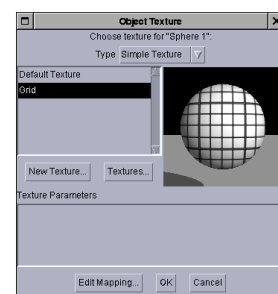 Object Texture
Choose texture for "Sphere 1":
Type Simple Texture
Default Texture
Grid
New Texture... Textures...
Texture Parameters
Edit Mapping... OK Cancel